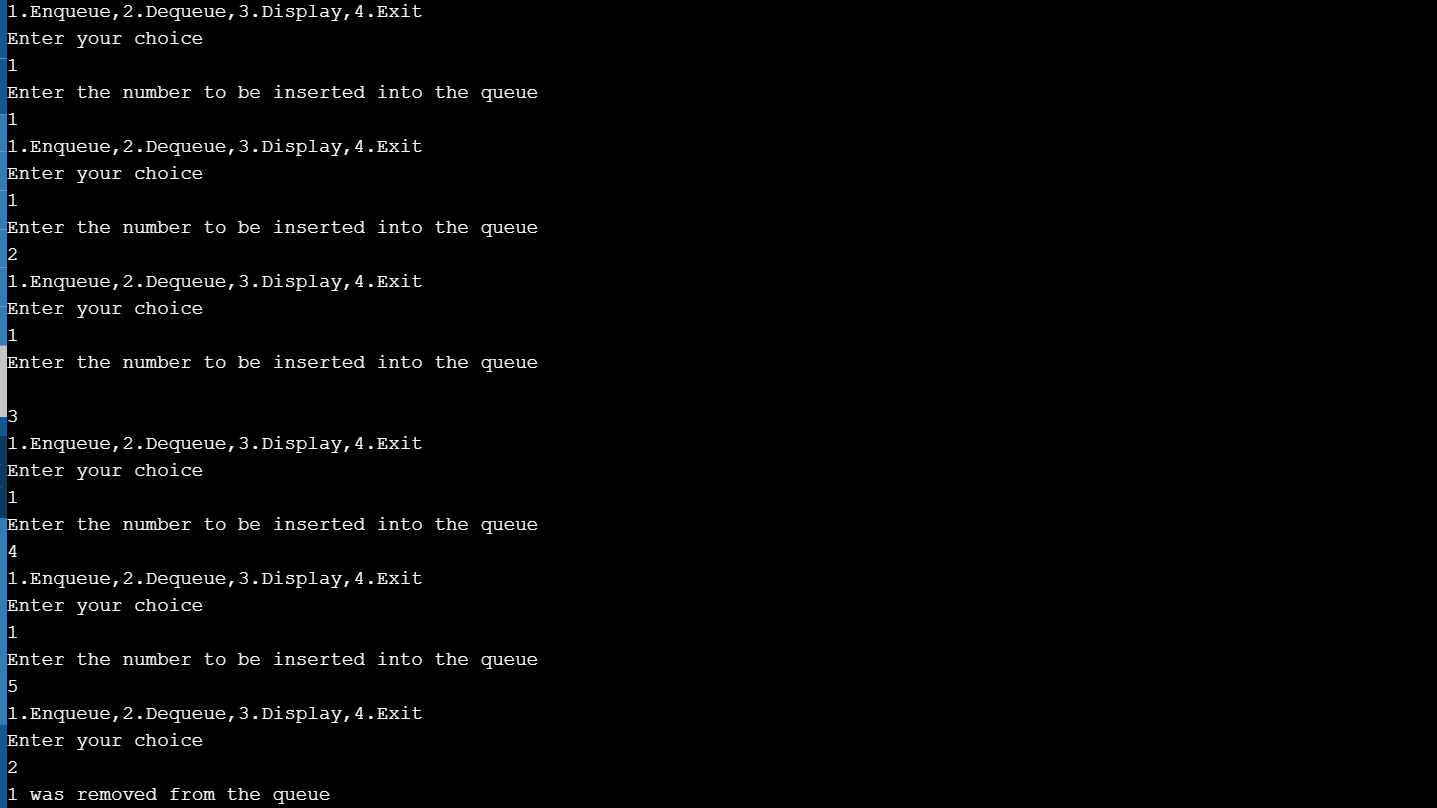 1.Enqueue,2.Dequeue,3.Display,4.Exit
Enter your choice
1
Enter the number to be inserted into the queue
1
1.Enqueue,2.Dequeue,3.Display,4.Exit
Enter your choice
1
Enter the number to be inserted into the queue
2
1.Enqueue,2.Dequeue,3.Display,4.Exit
Enter your choice
1
Enter the number to be inserted into the queue
3
1.Enqueue,2.Dequeue,3.Display,4.Exit
Enter your choice
1
Enter the number to be inserted into the queue
4
1.Enqueue,2.Dequeue,3.Display,4.Exit
Enter your choice
1
Enter the number to be inserted into the queue
5
1.Enqueue,2.Dequeue,3.Display,4.Exit
Enter your choice
2
1 was removed from the queue